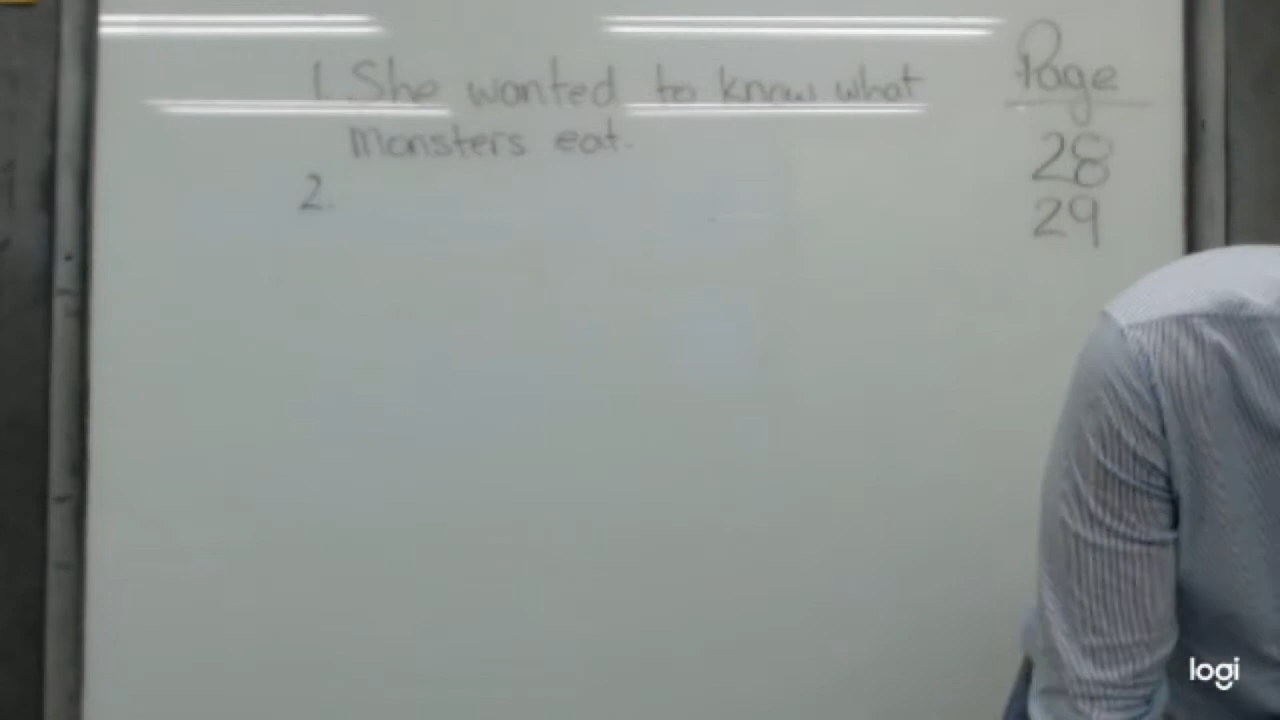 1. She wanted to know what
monsters eat.
2.
Page
28
29
logi